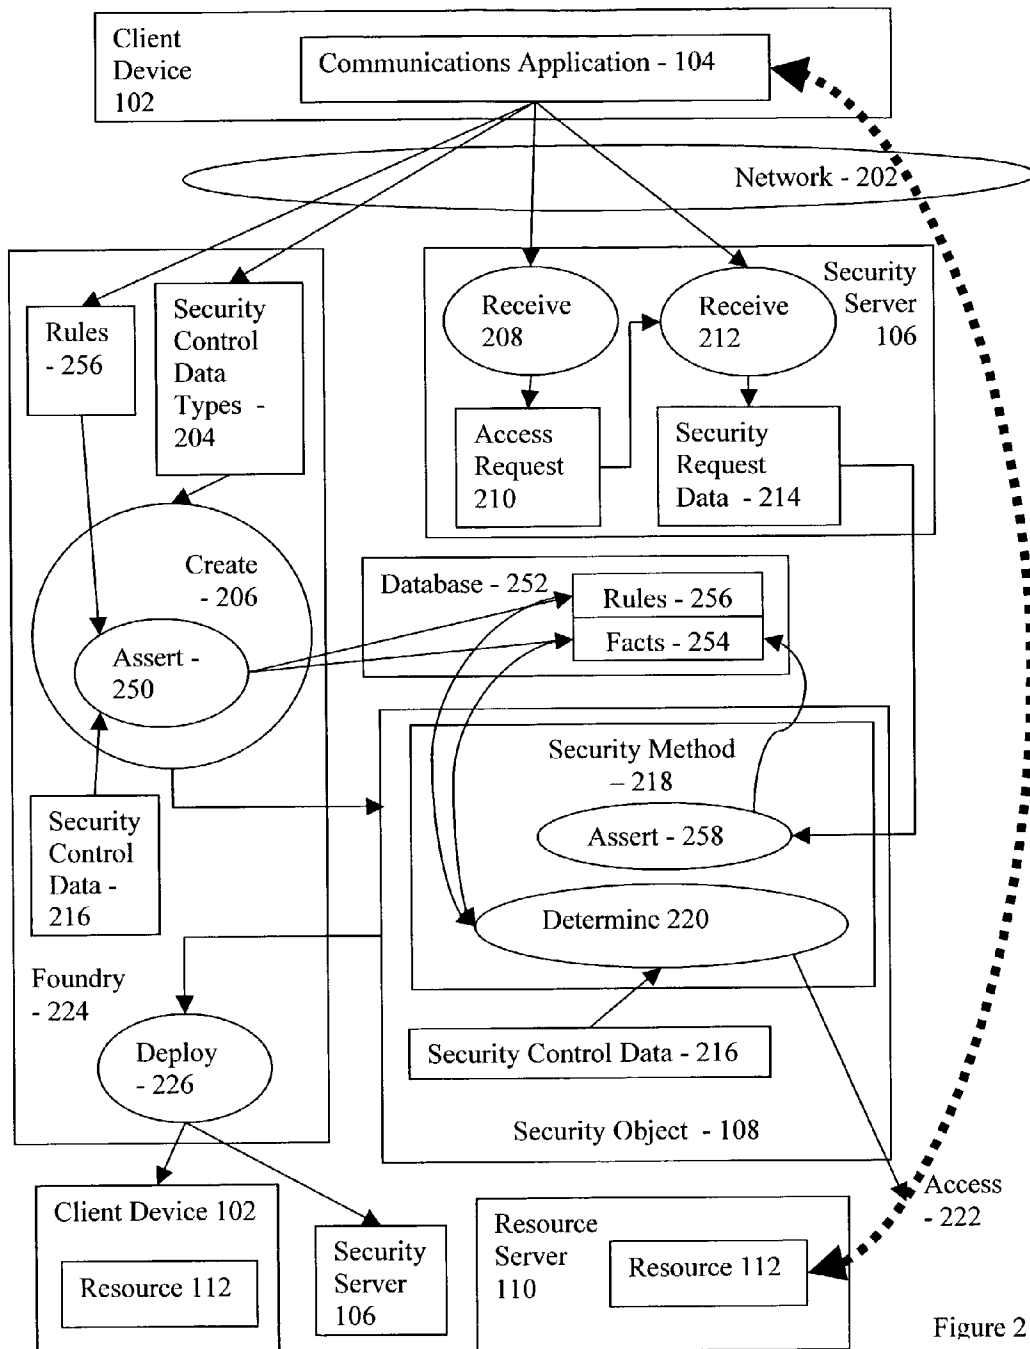 Client
Device
102
Communications Application - 104
Network - 202
Rules
- 256
Security
Control
Data
Types -
204
Receive
208
Receive
212
Security
Server
106
Access
Request
210
Security
Request
Data - 214
Create
- 206
Assert -
250
Database - 252
Rules - 256
Facts - 254
Security
Control
Data -
216
Security Method
- 218
Assert - 258
Determine 220
Security Control Data - 216
Security Object - 108
Foundry
- 224
Deploy
- 226
Access
- 222
Client Device 102
Resource 112
Security
Server
106
Resource
Server
110
Resource 112
Figure 2